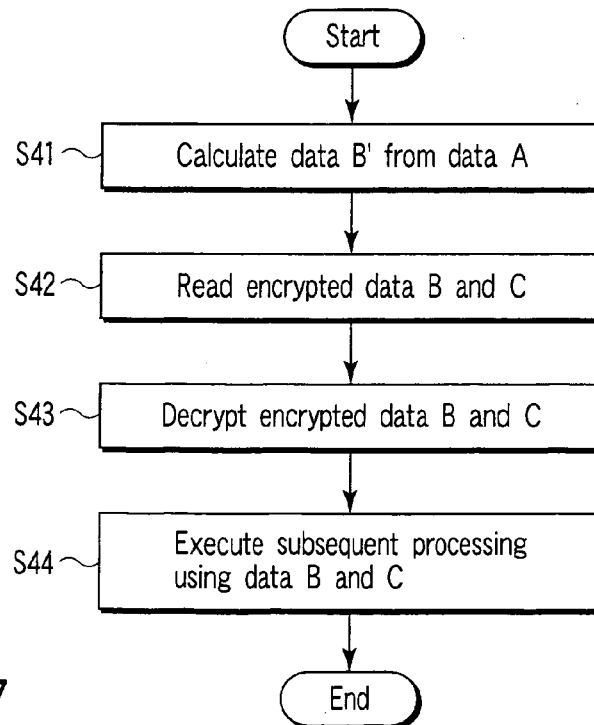 Start
S41 Calculate data B' from data A
S42 Read encrypted data B and C
S43 Decrypt encrypted data B and C
S44 Execute subsequent processing
using data B and C
End
7